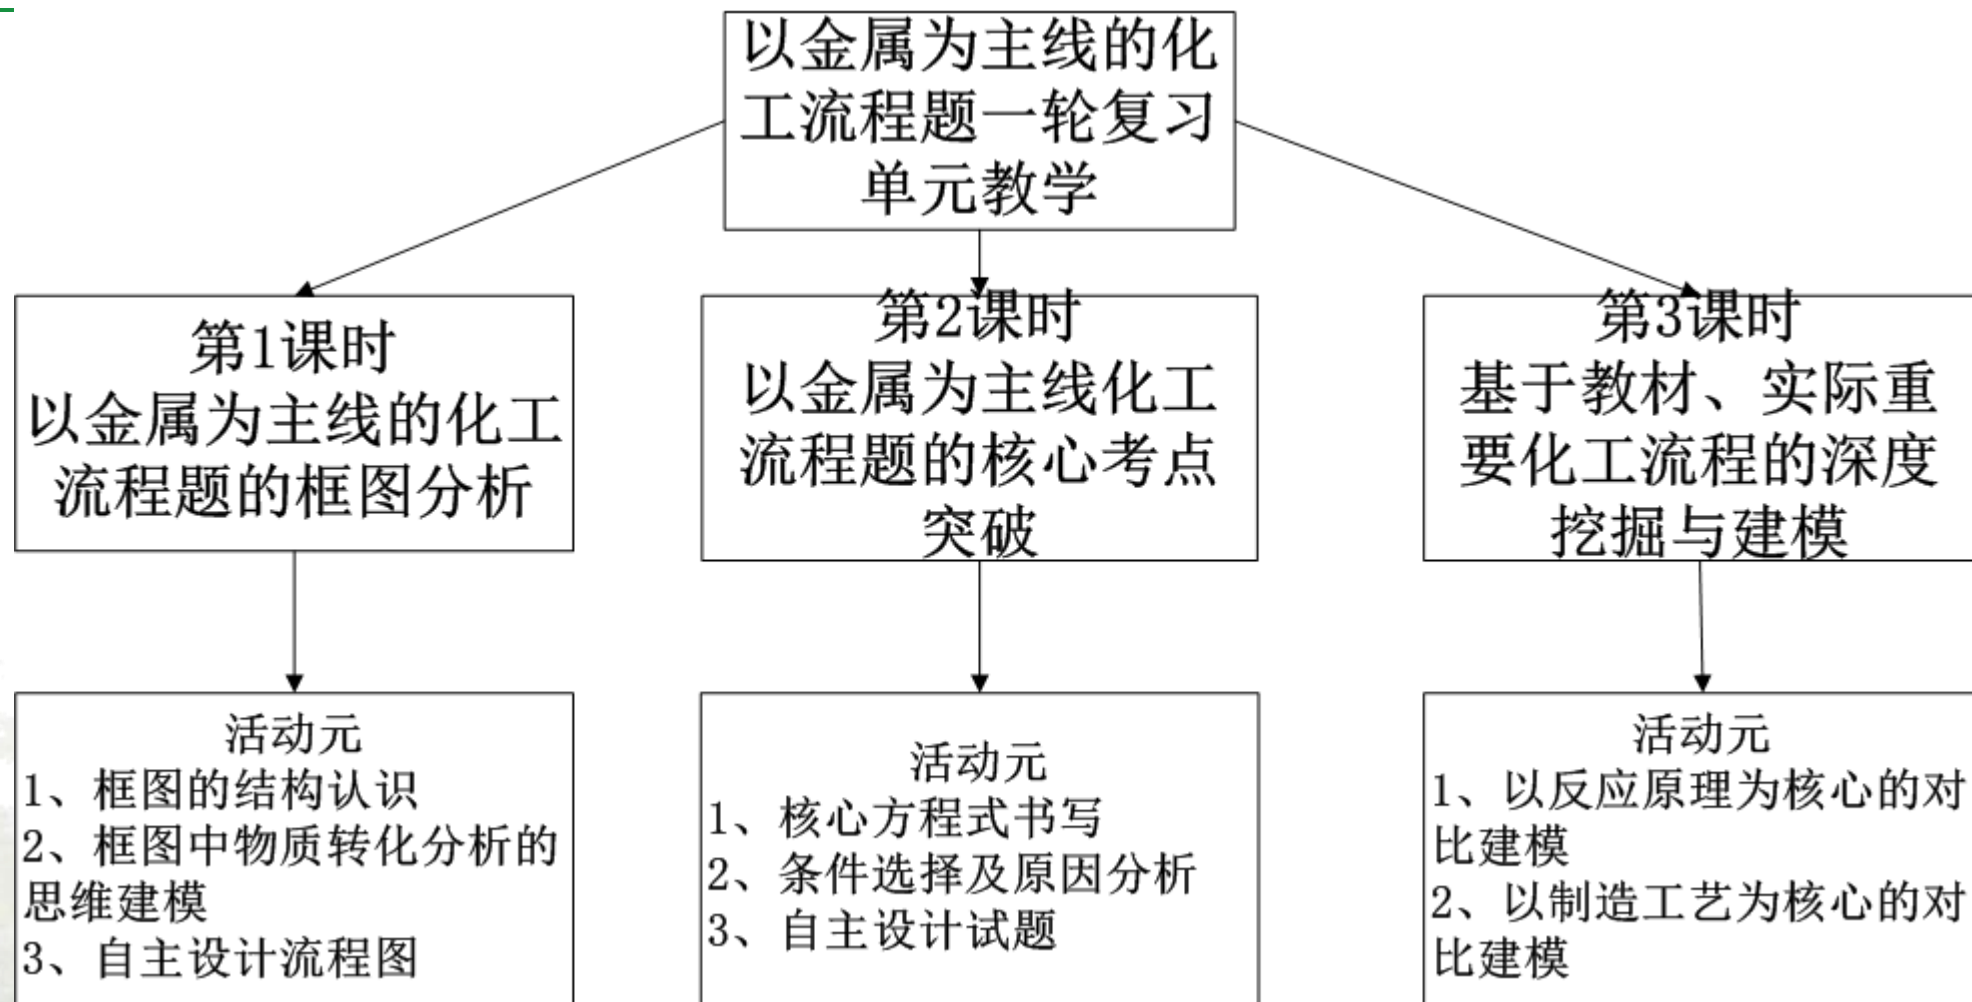 以金属为主线的化
工流程题一轮复习
单元教学
第1课时
以金属为主线的化工
流程题的框图分析
第2课时
以金属为主线化工
流程题的核心考点
突破
第3课时
基于教材、实际重
要化工流程的深度
挖掘与建模
活动元
1、框图的结构认识
2、框图中物质转化分析的
思维建模
3、自主设计流程图
活动元
1、核心方程式书写
2、条件选择及原因分析
3、自主设计试题
活动元
1、以反应原理为核心的对
比建模
2、以制造工艺为核心的对
比建模